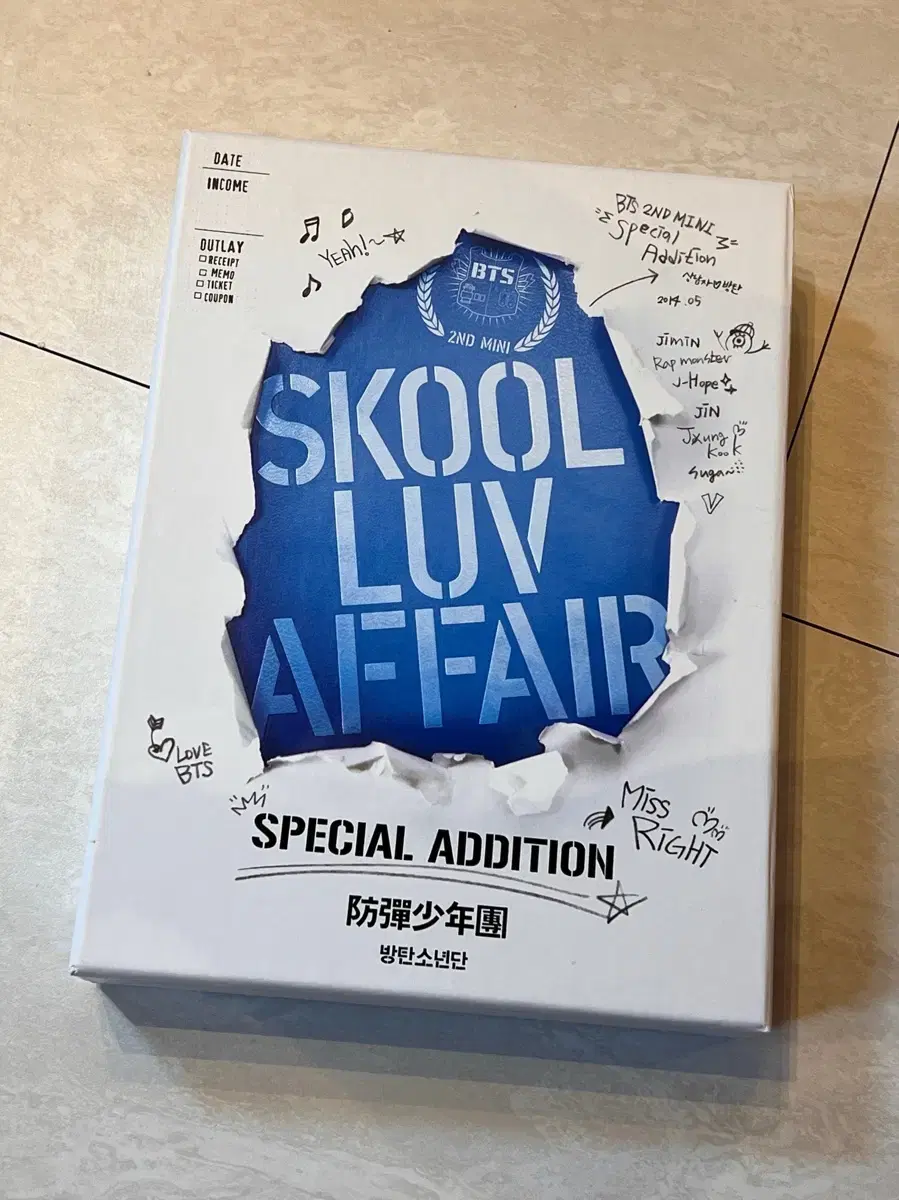 DATE
INCOME
OUTLAY
RECEIPT
MEMO
TICKET
COUPON
Yeah!~
BTS 2ND MINI
Special
Addition
상남자♡방탄
2014.05
Jimin
Rap monster
J-Hope
JIN
Jxung
kook
suga
V
BTS
2ND MINI
SKOOL
LUV
AFFAIR
LOVE
BTS
SPECIAL ADDITION
Miss
Right
防彈少年團
방탄소년단